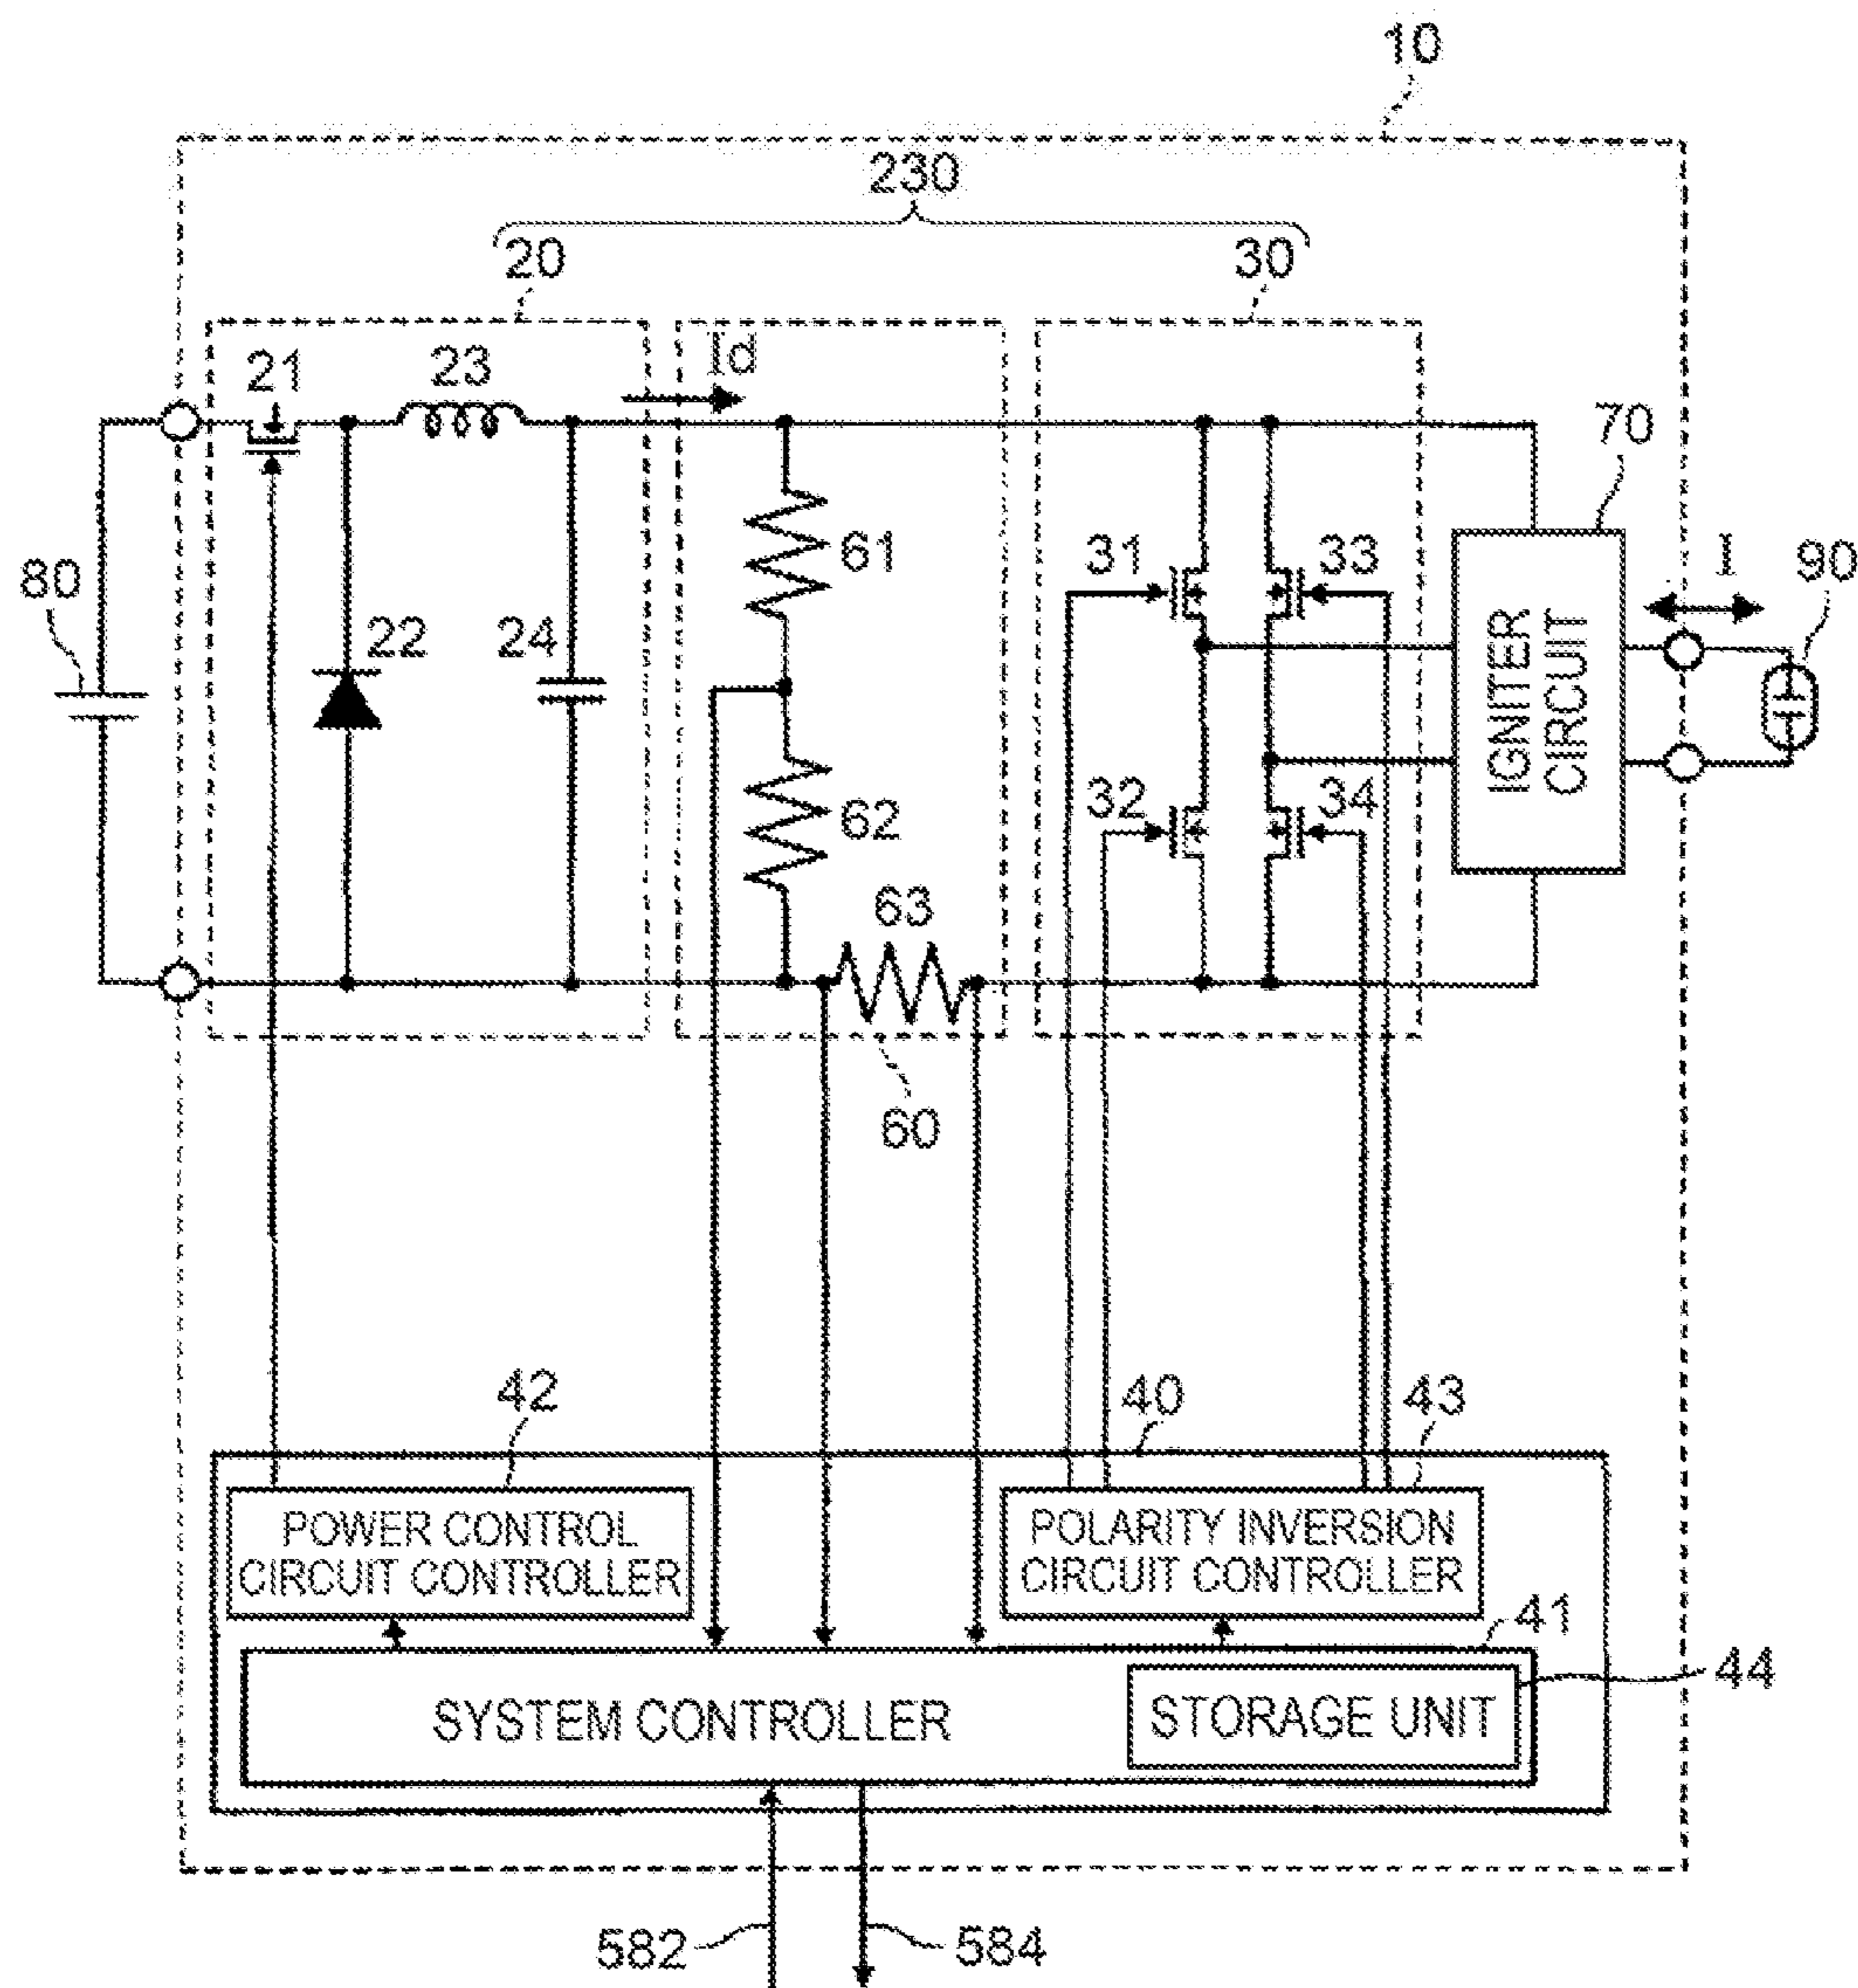 10
230
20
30
21
23
Id
70
80
61
31
33
I
90
22
24
IGNITER
CIRCUIT
62
32
34
63
60
42
40
43
POWER CONTROL
CIRCUIT CONTROLLER
POLARITY INVERSION
CIRCUIT CONTROLLER
41
44
SYSTEM CONTROLLER
STORAGE UNIT
582
584